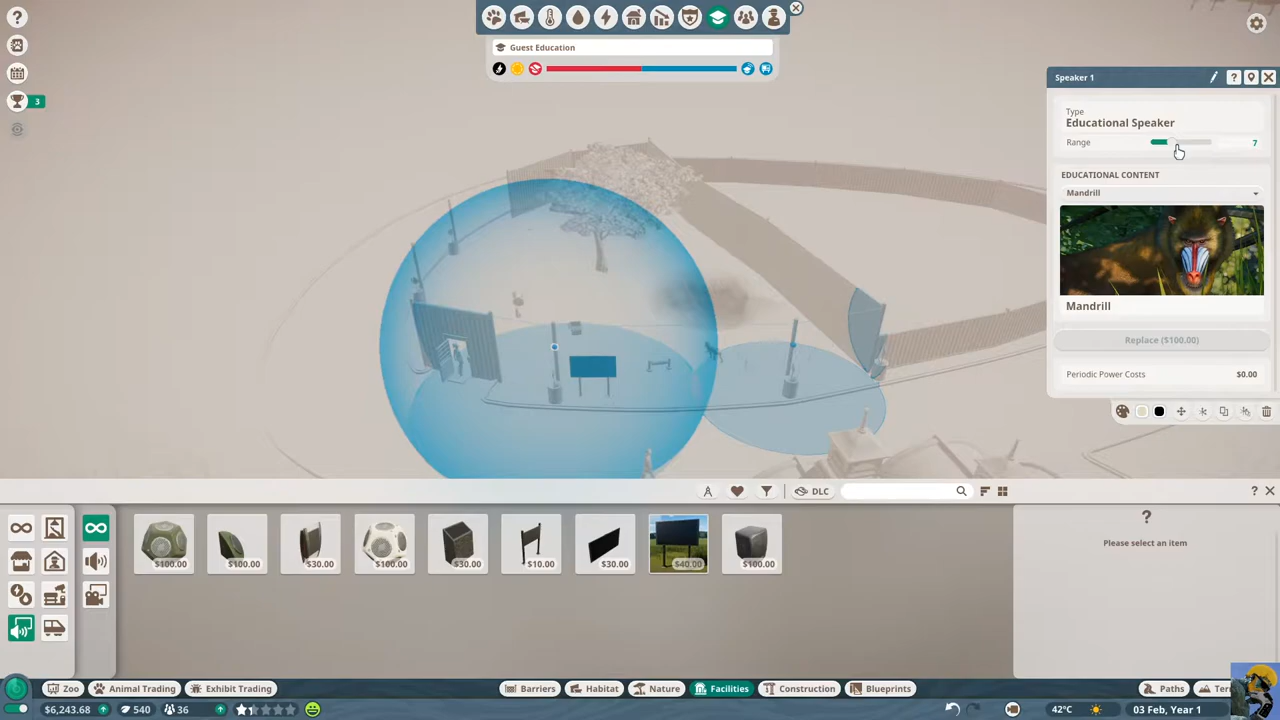 Guest Education
3
Speaker 1
Type
Educational Speaker
Range 7
EDUCATIONAL CONTENT
Mandrill
Mandrill
Replace ($100.00)
Periodic Power Costs $0.00
DLC
$100.00 $100.00 $30.00 $100.00 $30.00 $10.00 $30.00 $40.00 $100.00
Please select an item
Zoo Animal Trading Exhibit Trading Barriers Habitat Nature Facilities Construction Blueprints Paths
$6,243.68 540 36 42°C 03 Feb, Year 1